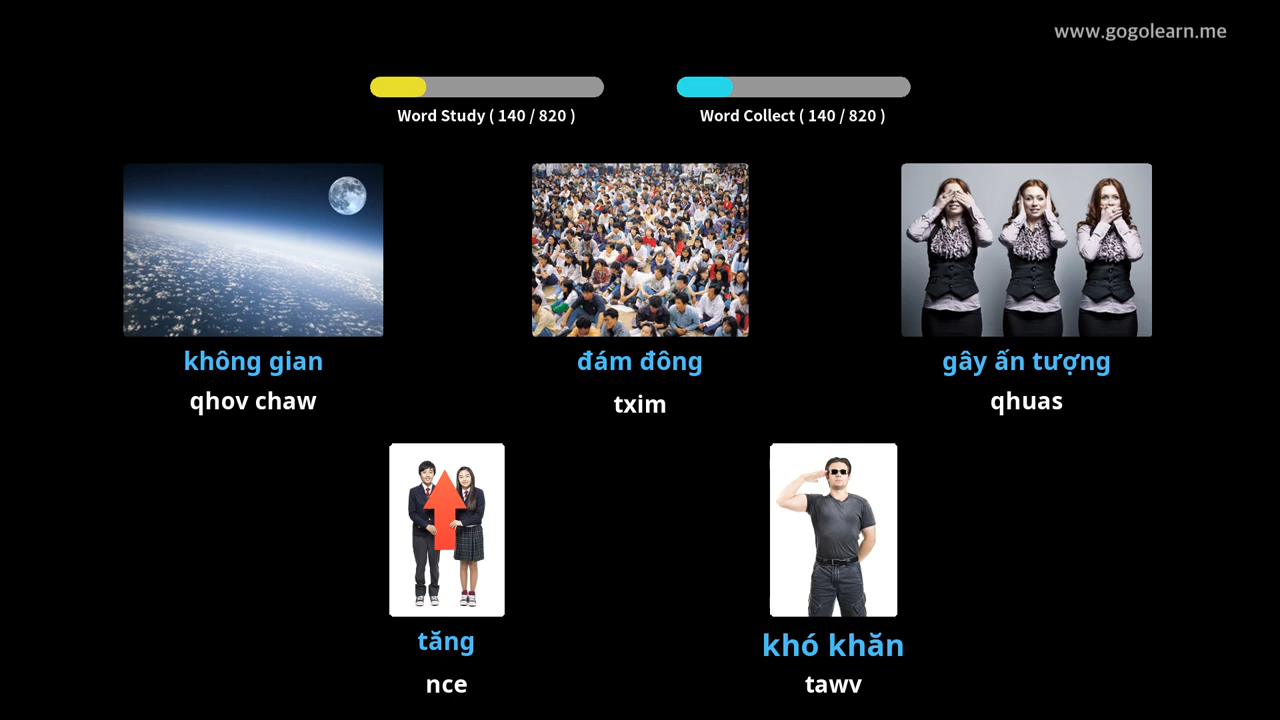 www.gogolearn.me
Word Study ( 140 / 820 )
Word Collect ( 140 / 820 )
không gian
đám đông
gây ấn tượng
qhov chaw
txim
qhuas
tăng
khó khăn
nce
tawv